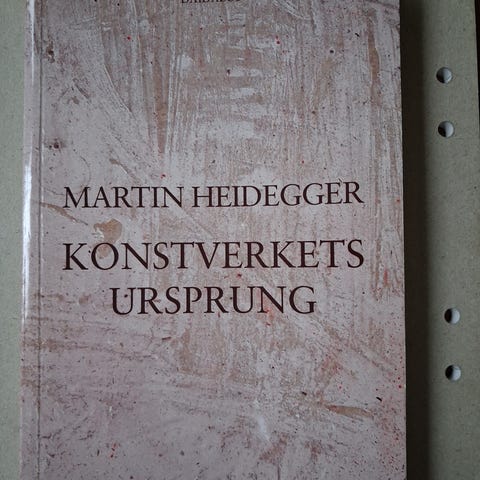 MARTIN HEIDEGGER
KONSTVERKETS
URSPRUNG